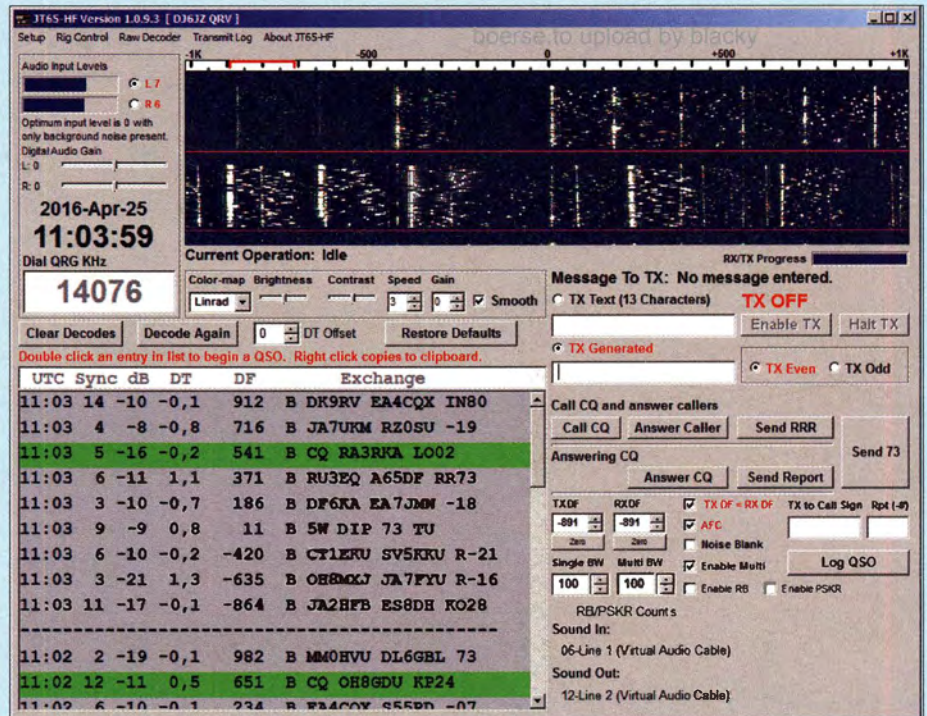 JT65-HF Version 1.0.9.3 [ DJ6JZ QRV ]
Setup Rig Control Raw Decoder Transmit Log About JT65-HF
boerse.to upload by blacky
-1K -500 0 +500 +1K
Audio Input Levels
L 7
R 6
Optimum input level is 0 with
only background noise present.
Digital Audio Gain
L: 0
R: 0
2016-Apr-25
11:03:59
Dial QRG KHz
14076
Current Operation: Idle
RX/TX Progress
Color-map Brightness Contrast Speed Gain
Linrad 3 0 Smooth
Message To TX: No message entered.
TX Text (13 Characters) TX OFF
Enable TX Halt TX
Clear Decodes Decode Again 0 DT Offset Restore Defaults
TX Generated
TX Even TX Odd
Double click an entry in list to begin a QSO. Right click copies to clipboard.
UTC Sync dB DT DF Exchange
11:03 14 -10 -0,1 912 B DK9RV EA4CQX IN80
11:03 4 -8 -0,8 716 B JA7UKM RZ0SU -19
11:03 5 -16 -0,2 541 B CQ RA3RKA LO02
11:03 6 -11 1,1 371 B RU3EQ A65DF RR73
11:03 3 -10 -0,7 186 B DF6KA EA7JMW -18
11:03 9 -9 0,8 11 B 5W DIP 73 TU
11:03 6 -10 -0,2 -420 B CT1EKU SV5KKU R-21
11:03 3 -21 1,3 -635 B OH8MXJ JA7FYU R-16
11:03 11 -17 -0,1 -864 B JA2HFB ES8DH KO28
11:02 2 -19 -0,1 982 B MM0HVU DL6GBL 73
11:02 12 -11 0,5 651 B CQ OH8GDU KP24
11:02 6 -10 -0,1 234 B EA4COX S55RD -07
Call CQ and answer callers
Call CQ Answer Caller Send RRR
Send 73
Answering CQ
Answer CQ Send Report
TX DF RX DF TX DF = RX DF TX to Call Sign Rpt (-#)
-891 -891 AFC
Zero Zero Noise Blank
Single BW Multi BW Enable Multi Log QSO
100 100 Enable RB Enable PSKR
RB/PSKR Counts
Sound In:
06-Line 1 (Virtual Audio Cable)
Sound Out:
12-Line 2 (Virtual Audio Cable)